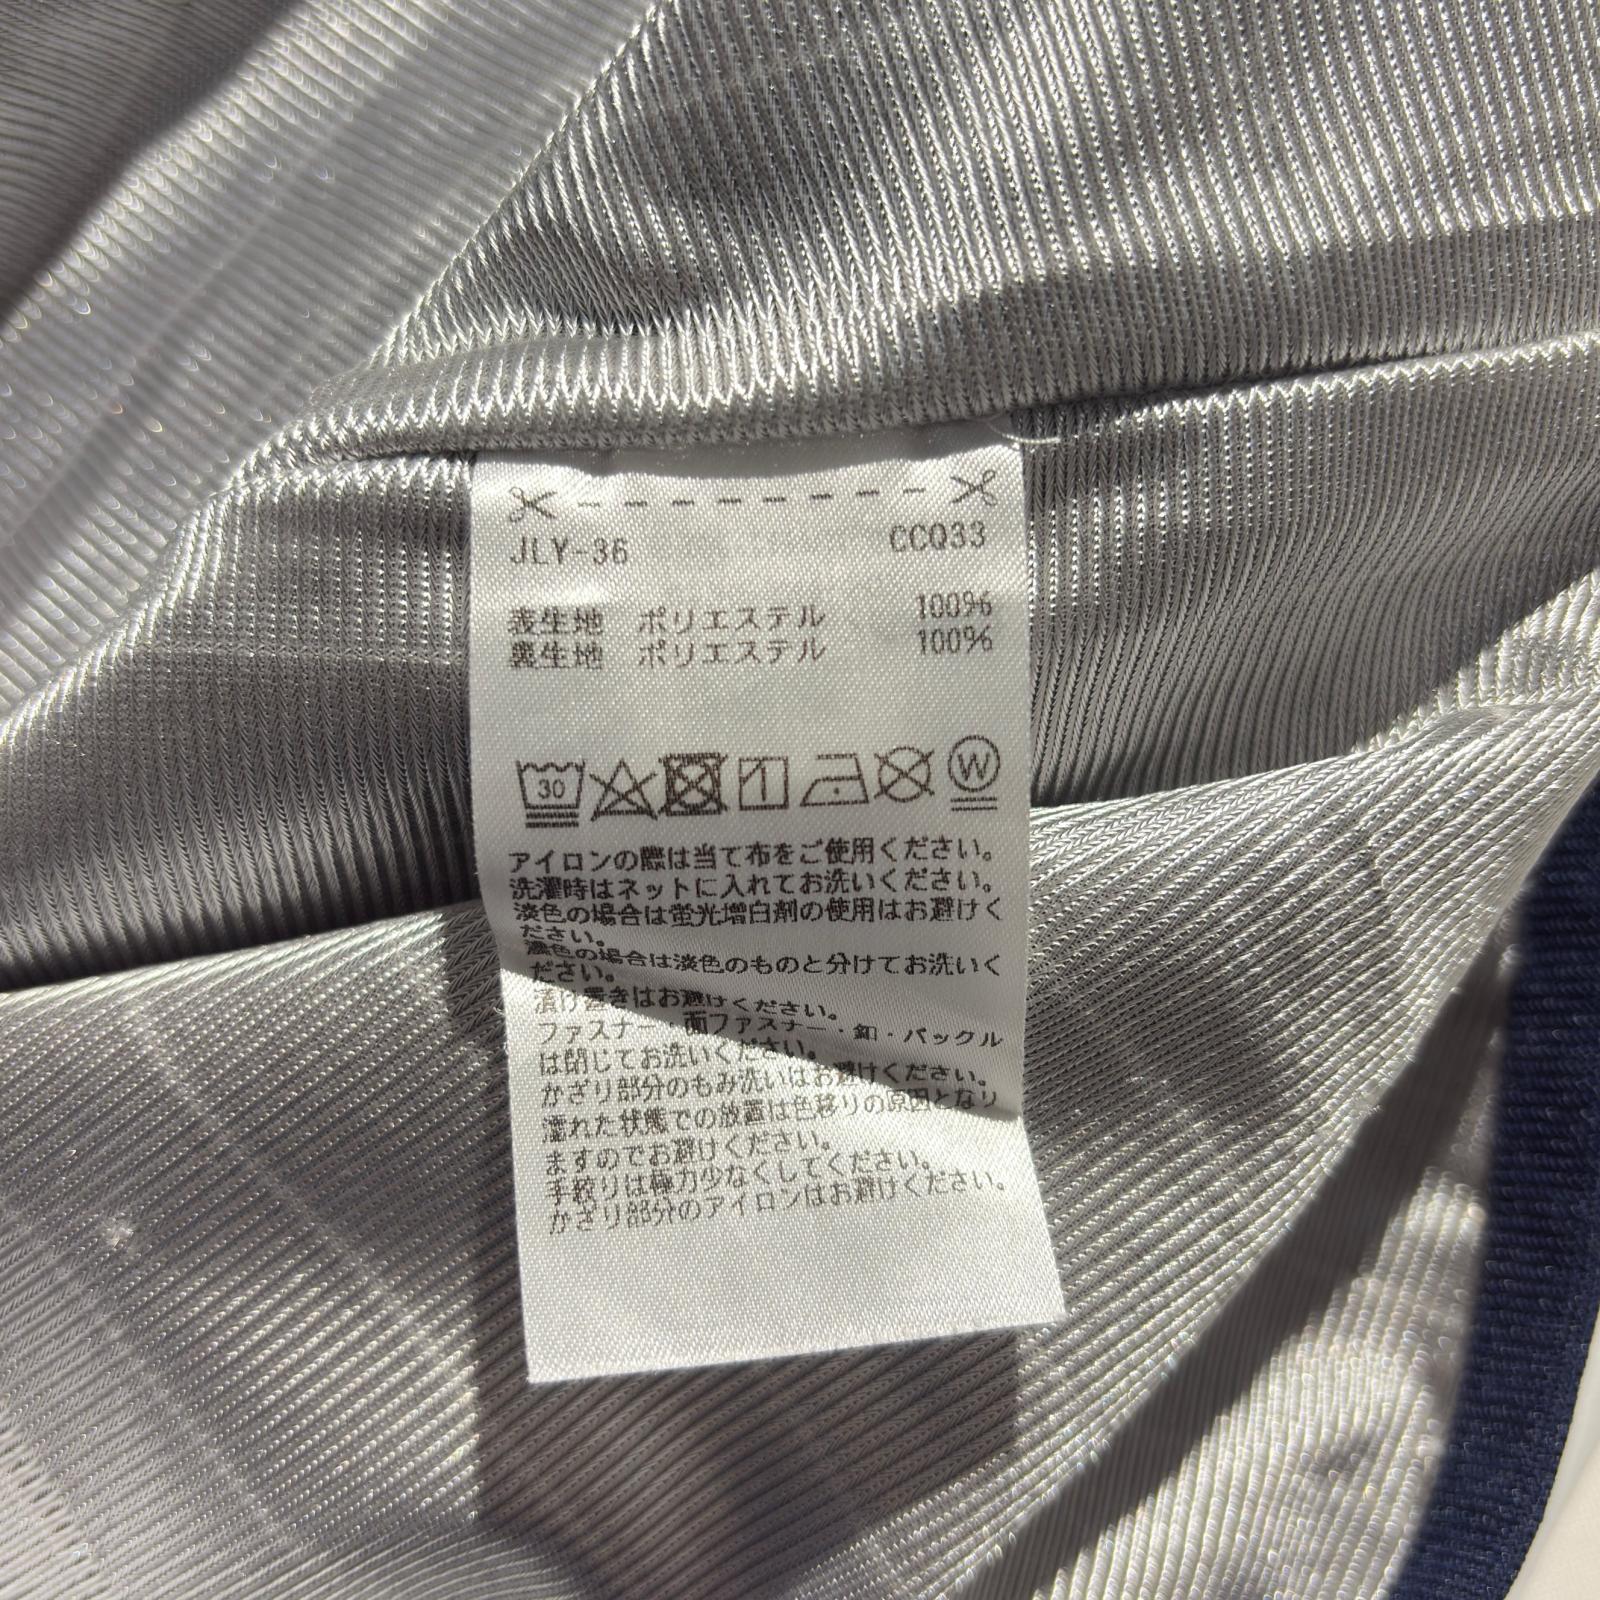 JLY-36 CCQ33
表生地 ポリエステル 100%
裏生地 ポリエステル 100%
30 W
アイロンの際は当て布をご使用ください。
洗濯時はネットに入れてお洗いください。
淡色の場合は蛍光増白剤の使用はお避けく
ださい。
濃色の場合は淡色のものと分けてお洗いく
ださい。
漬け置きはお避けください。
ファスナー・面ファスナー・釦・バックル
は閉じてお洗いください。
かざり部分のもみ洗いはお避けください。
濡れた状態での放置は色移りの原因となり
ますのでお避けください。
手絞りは極力少なくしてください。
かざり部分のアイロンはお避けください。